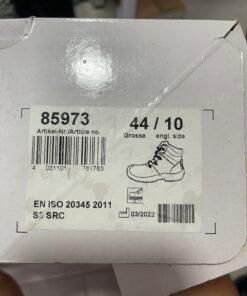 85973 44 / 10
Artikel-Nr./Article no. Grosse engl. size
4 031101 761763
EN ISO 20345 2011
S3 SRC
03/2022